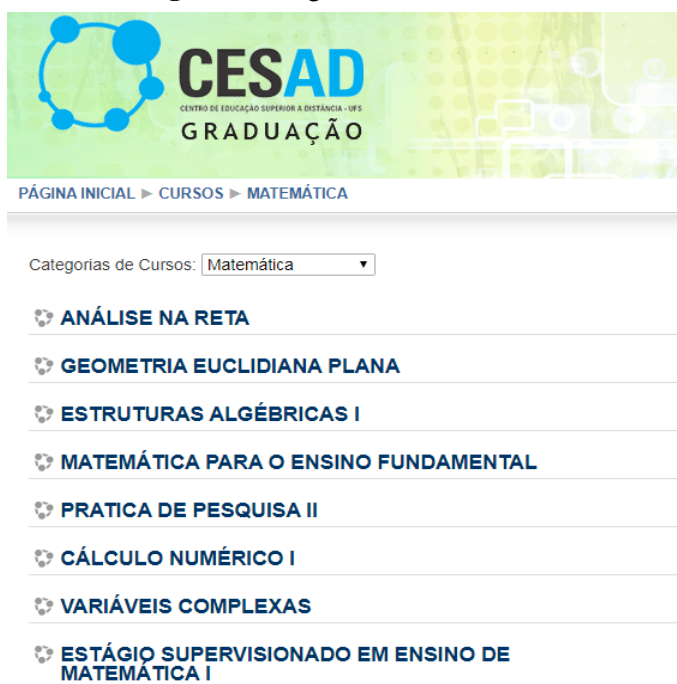 CESAD
CENTRO DE EDUCAÇÃO SUPERIOR A DISTÂNCIA - UFS
GRADUAÇÃO
PÁGINA INICIAL ► CURSOS ► MATEMÁTICA
Categorias de Cursos: Matemática ▼
ANÁLISE NA RETA
GEOMETRIA EUCLIDIANA PLANA
ESTRUTURAS ALGÉBRICAS I
MATEMÁTICA PARA O ENSINO FUNDAMENTAL
PRATICA DE PESQUISA II
CÁLCULO NUMÉRICO I
VARIÁVEIS COMPLEXAS
ESTÁGIO SUPERVISIONADO EM ENSINO DE
MATEMÁTICA I